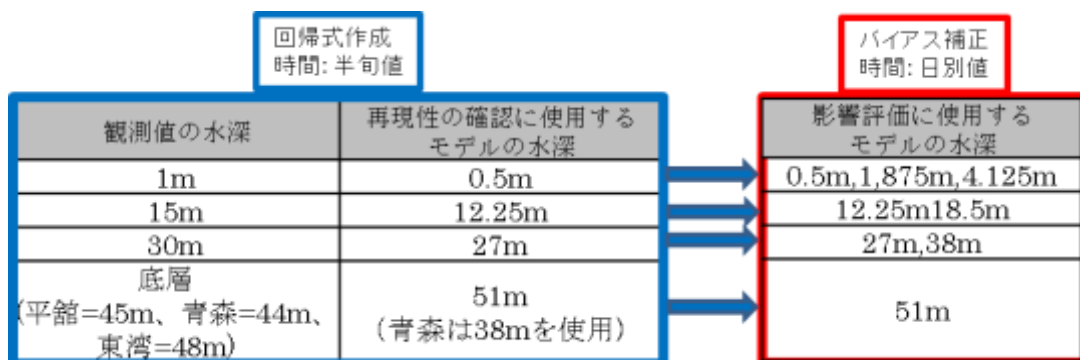 回帰式作成
時間: 半旬値
バイアス補正
時間: 日別値
観測値の水深
再現性の確認に使用する
モデルの水深
影響評価に使用する
モデルの水深
1m
0.5m
0.5m,1,875m,4.125m
15m
12.25m
12.25m18.5m
30m
27m
27m,38m
底層
(平舘=45m、青森=44m、
東湾=48m)
51m
(青森は38mを使用)
51m